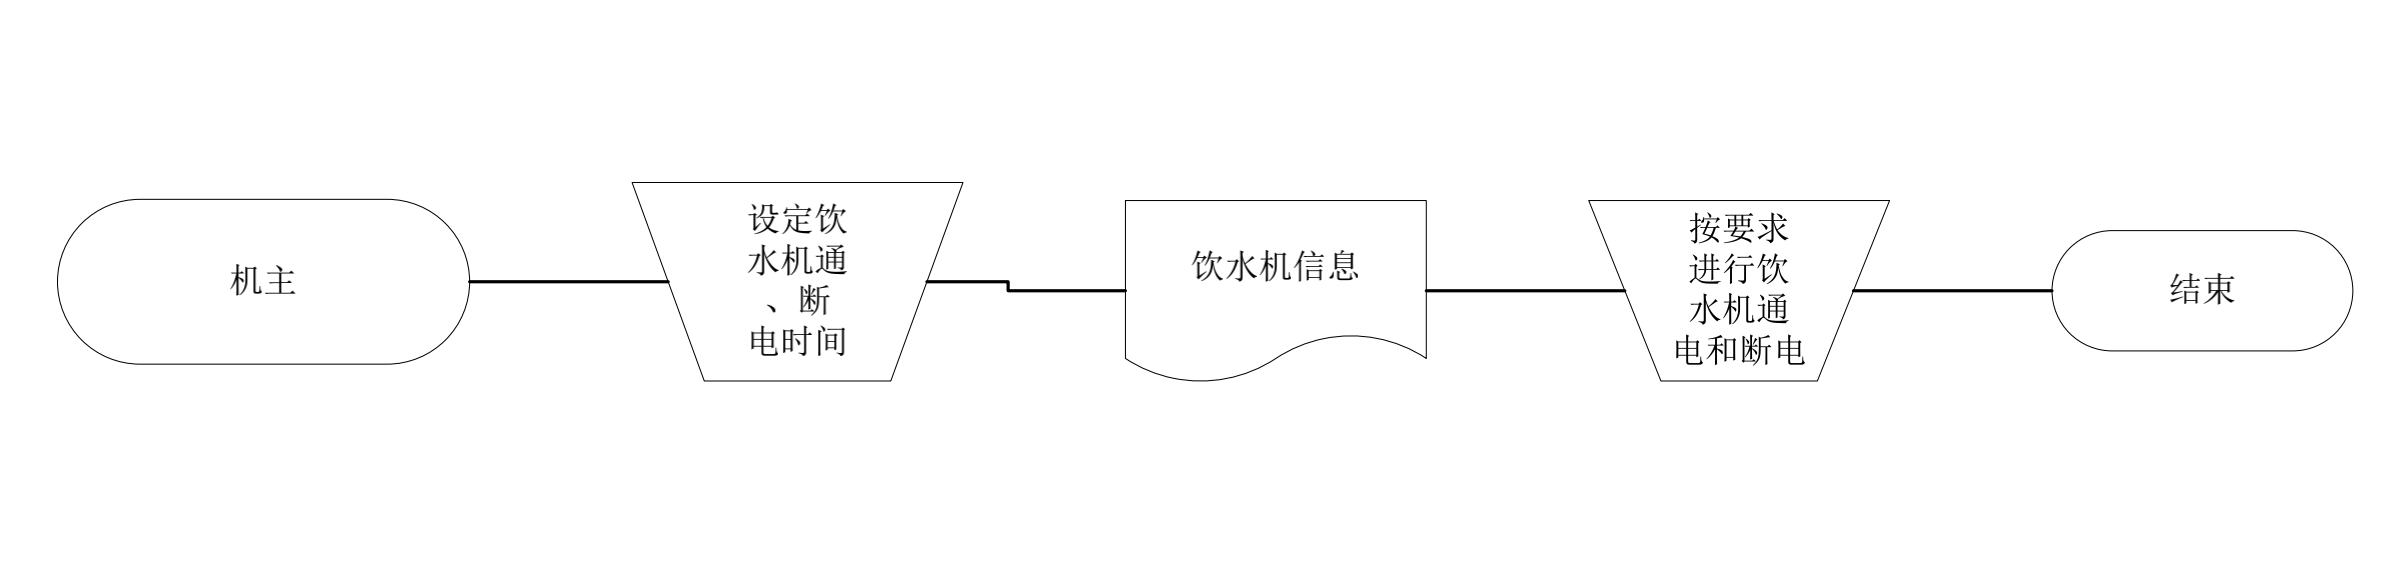 机主
设定饮
水机通
、断
电时间
饮水机信息
按要求
进行饮
水机通
电和断电
结束